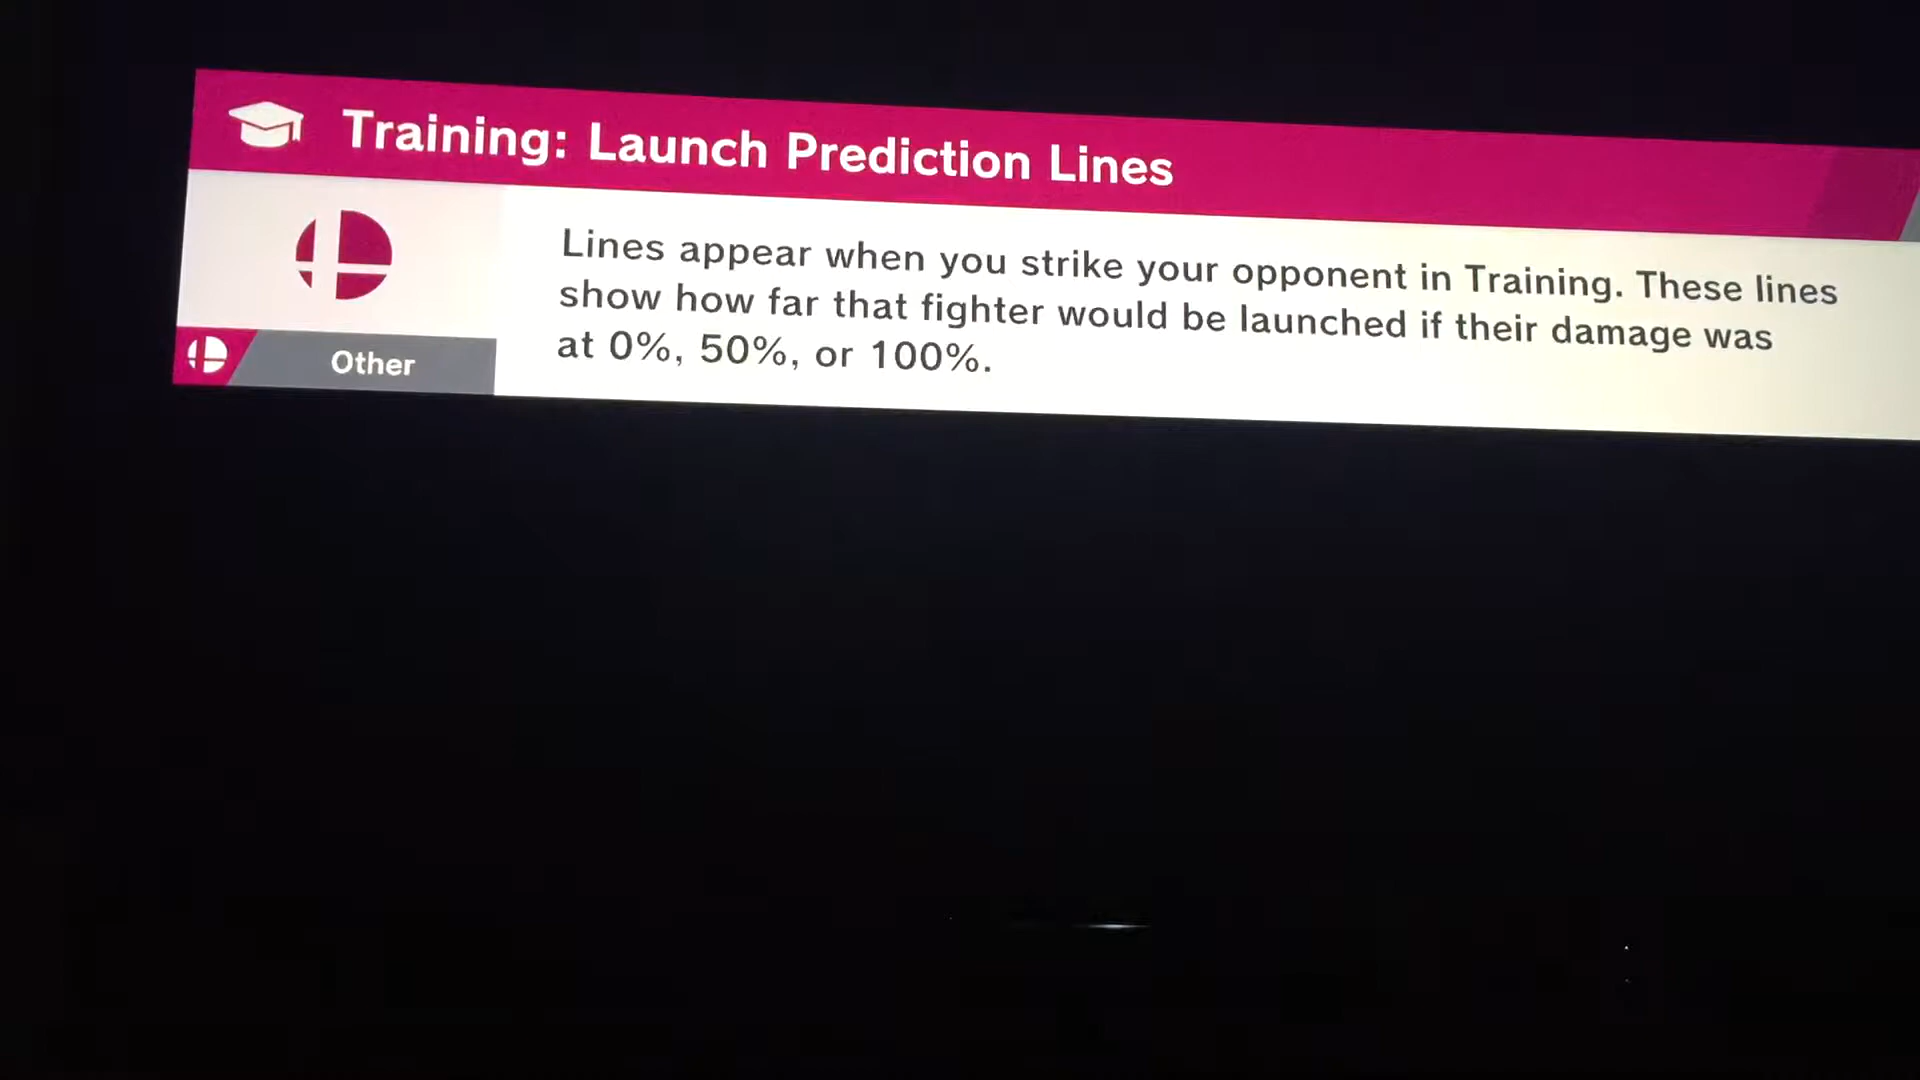 Training: Launch Prediction Lines
Lines appear when you strike your opponent in Training. These lines
show how far that fighter would be launched if their damage was
at 0%, 50%, or 100%.
Other